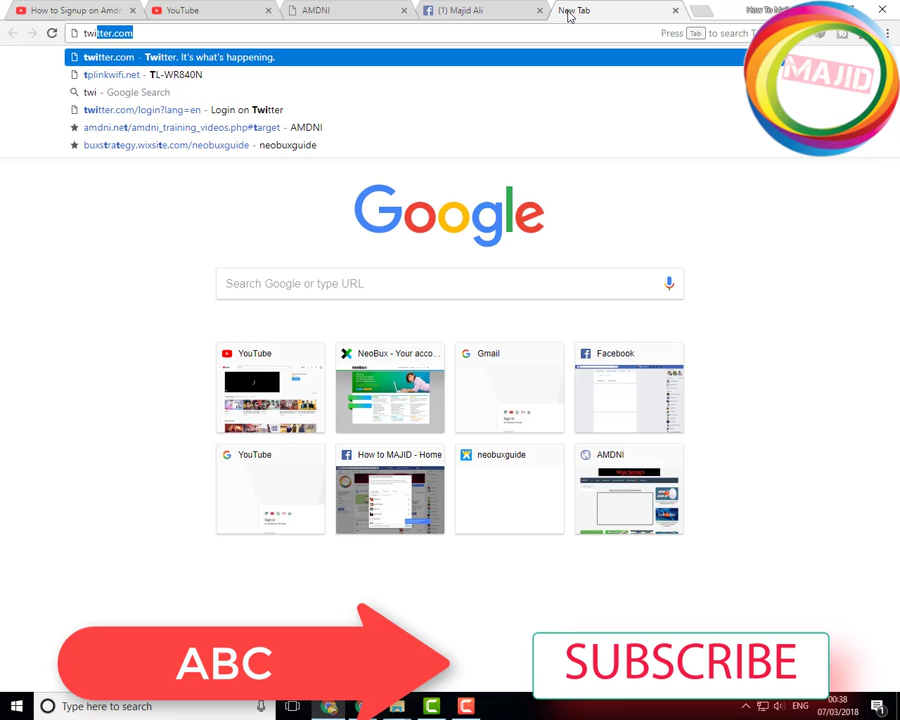 How to Signup on Amdn
YouTube
AMDNI
(1) Majid Ali
New Tab
twitter.com
Press Tab to search T
twitter.com - Twitter. It's what's happening.
tplinkwifi.net - TL-WR840N
twi - Google Search
twitter.com/login?lang=en - Login on Twitter
amdni.net/amdni_training_videos.php#target - AMDNI
buxstrategy.wixsite.com/neobuxguide - neobuxguide
MAJID
Google
Search Google or type URL
YouTube
NeoBux - Your acco...
Gmail
Facebook
YouTube
How to MAJID - Home
neobuxguide
AMDNI
ABC
SUBSCRIBE
Type here to search
ENG
00:38
07/03/2018